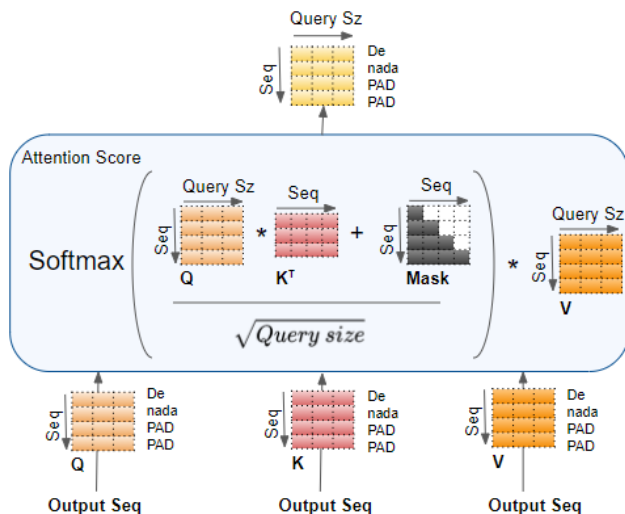 Query Sz
Seq
De
nada
PAD
PAD
Attention Score
Softmax
Query Sz
Seq
Q
*
Seq
Kᵀ
+
Seq
Seq
Mask
√Query size
*
Query Sz
Seq
V
Seq
De
nada
PAD
PAD
Q
Output Seq
Seq
De
nada
PAD
PAD
K
Output Seq
Seq
De
nada
PAD
PAD
V
Output Seq